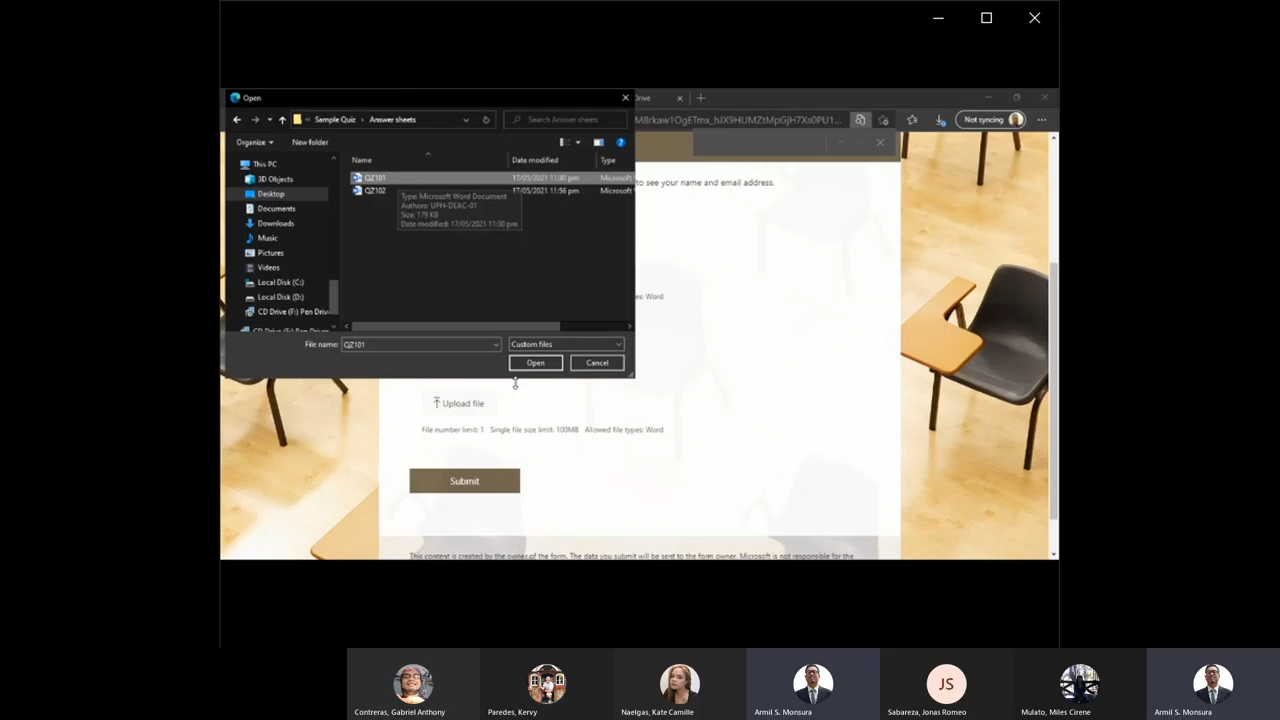 Open
Drive
Sample Quiz > Answer sheets
Search Answer sheets
M8rkaw1OgETmx_hJX9HUMZtMpGjH7Xs0PU1...
Not syncing
Organize
New folder
This PC
3D Objects
Desktop
Documents
Downloads
Music
Pictures
Videos
Local Disk (C:)
Local Disk (D:)
CD Drive (F:) Pen Driv
CD Drive (F:) Pen Driv
Name
Date modified
Type
QZ101
17/05/2021 11:30 pm
Microsoft
QZ102
17/05/2021 11:56 pm
Microsoft
Type: Microsoft Word Document
Authors: UPH-DEAC-01
Size: 179 KB
Date modified: 17/05/2021 11:30 pm
File name:
QZ101
Custom files
Open
Cancel
to see your name and email address.
es: Word
Upload file
File number limit: 1 Single file size limit: 100MB Allowed file types: Word
Submit
This content is created by the owner of the form. The data you submit will be sent to the form owner. Microsoft is not responsible for the
Contreras, Gabriel Anthony
Paredes, Kervy
Naelgas, Kate Camille
Armil S. Monsura
JS
Sabareza, Jonas Romeo
Mulato, Miles Cirene
Armil S. Monsura